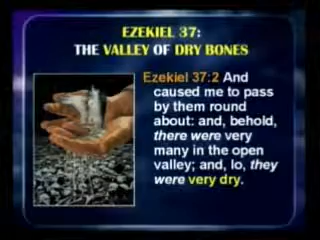 EZEKIEL 37:
THE VALLEY OF DRY BONES
Ezekiel 37:2 And
caused me to pass
by them round
about: and, behold,
there were very
many in the open
valley; and, lo, they
were very dry.